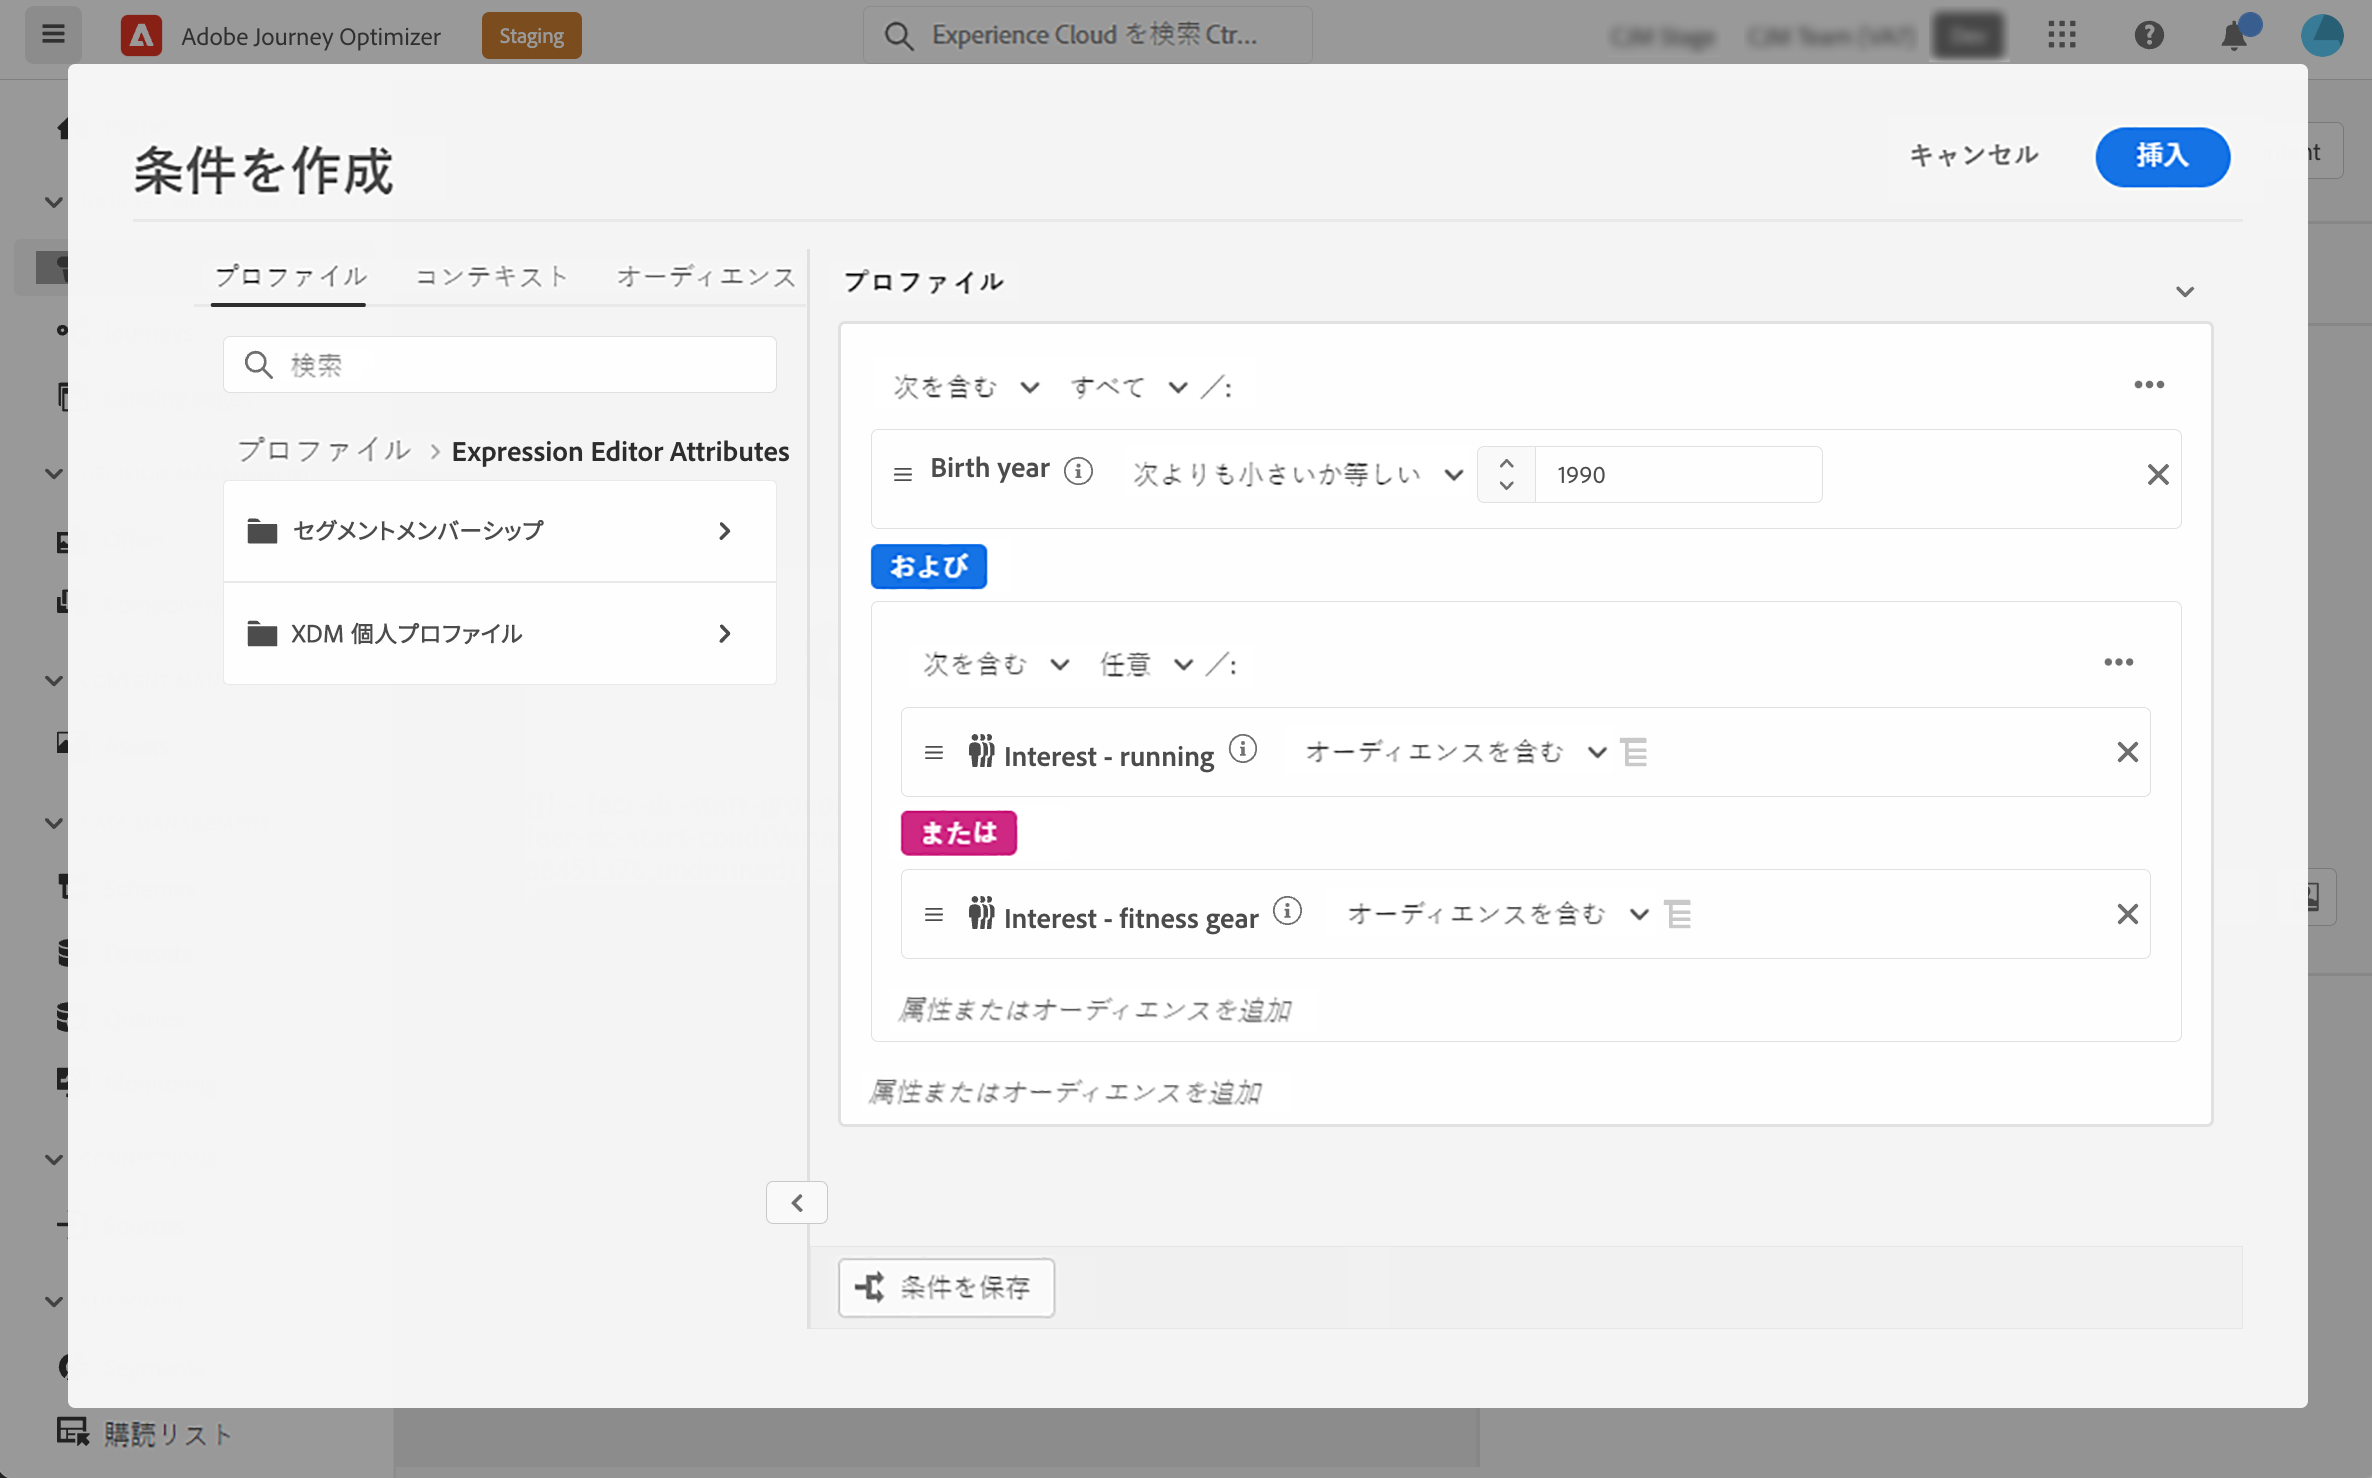 Adobe Journey Optimizer
Staging
Experience Cloud を検索 Ctr...
条件を作成
キャンセル
挿入
nt
プロファイル
コンテキスト
オーディエンス
検索
プロファイル
Expression Editor Attributes
セグメントメンバーシップ
XDM 個人プロファイル
プロファイル
次を含む すべて ／:
Birth year 次よりも小さいか等しい 1990
および
次を含む 任意 ／:
Interest - running オーディエンスを含む
または
Interest - fitness gear オーディエンスを含む
属性またはオーディエンスを追加
属性またはオーディエンスを追加
条件を保存
購読リスト